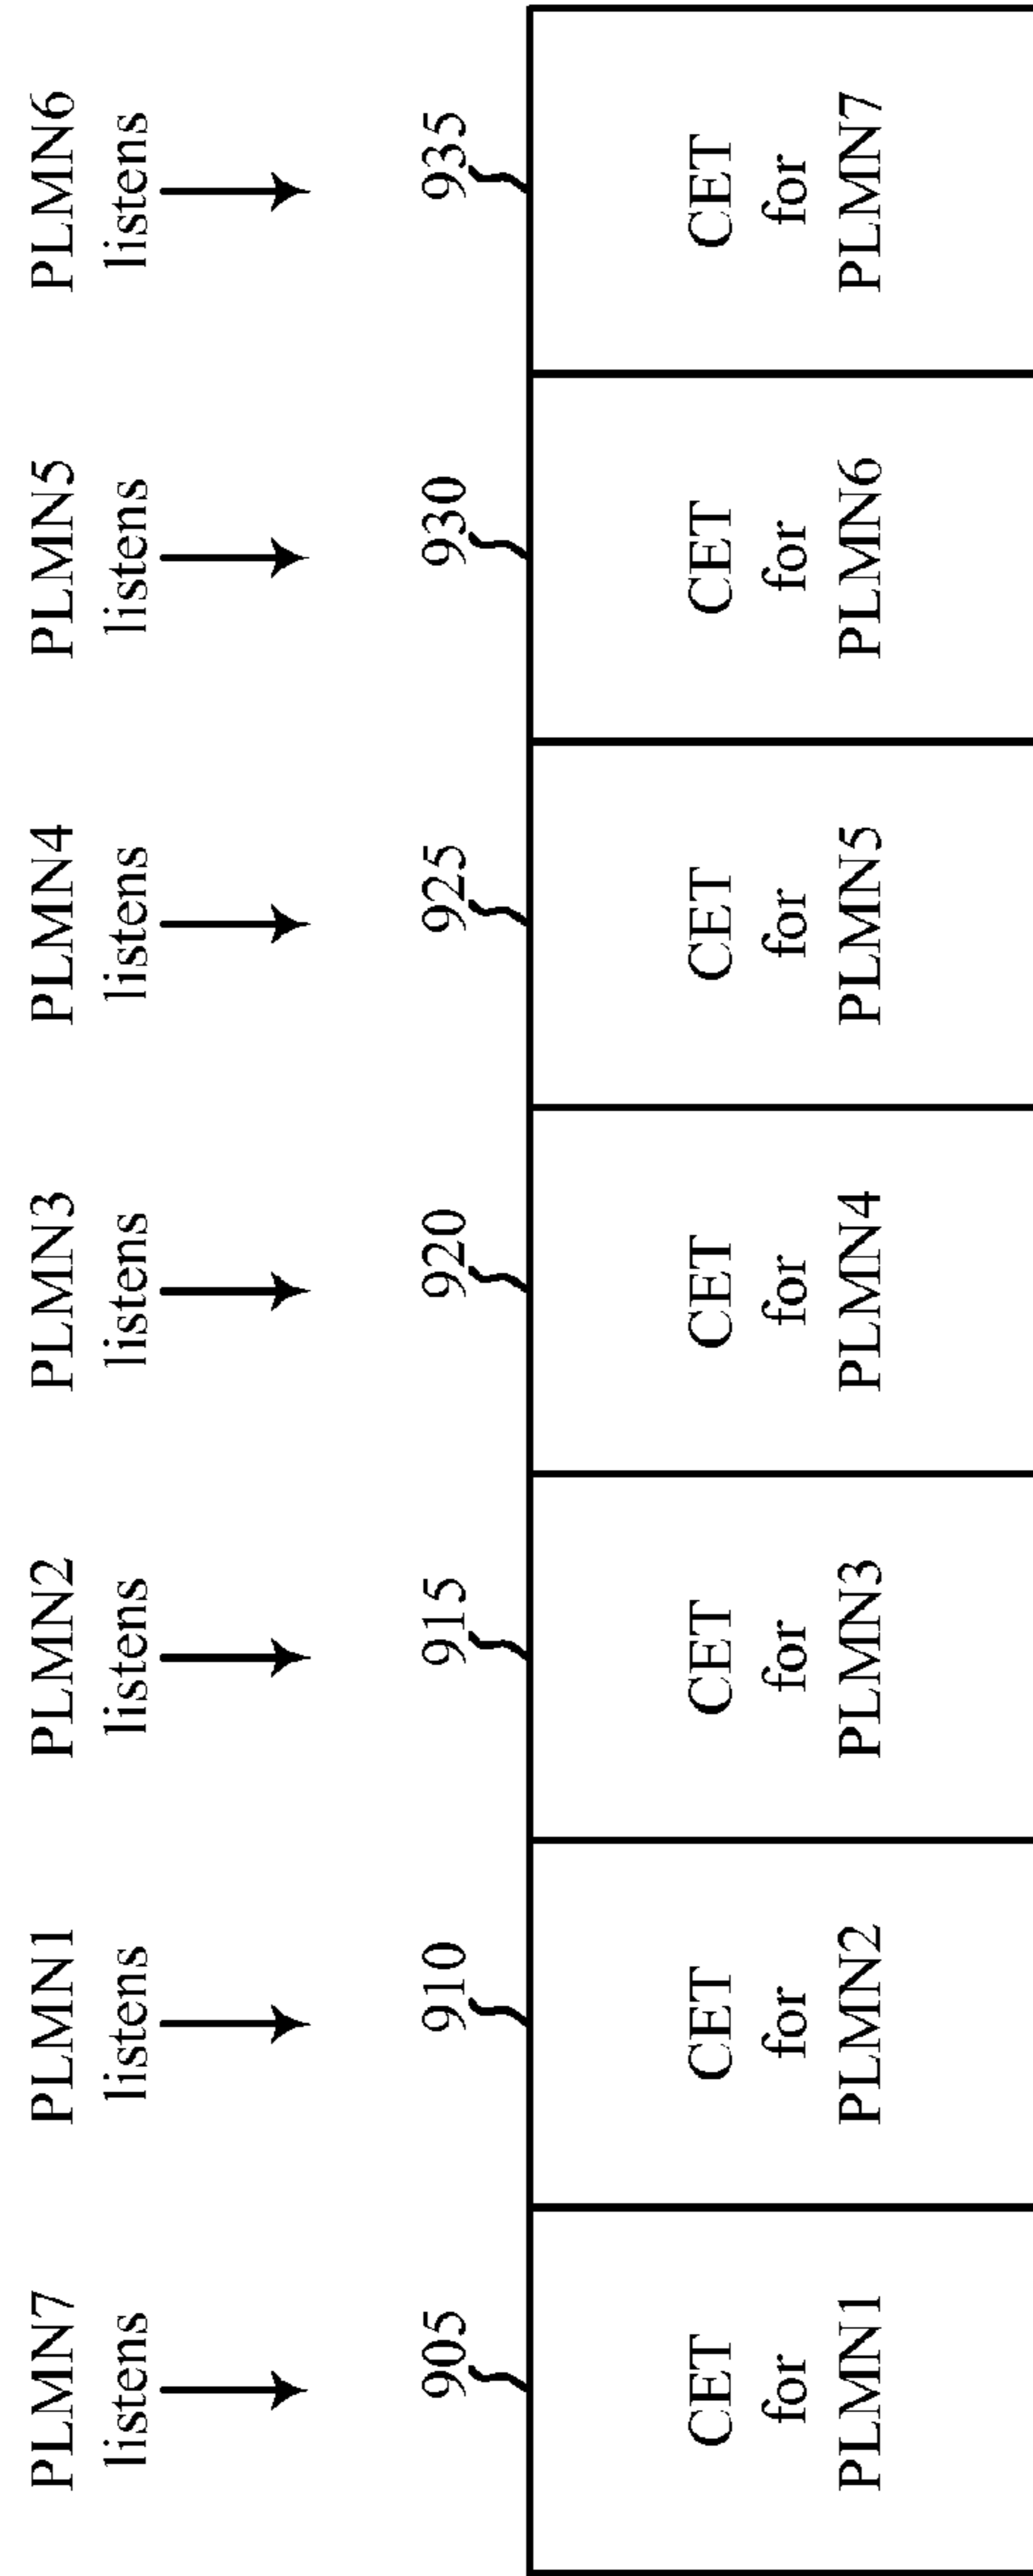 PLMN7
listens
PLMN1
listens
PLMN2
listens
PLMN3
listens
PLMN4
listens
PLMN5
listens
PLMN6
listens
905
910
915
920
925
930
935
CET
for
PLMN1
CET
for
PLMN2
CET
for
PLMN3
CET
for
PLMN4
CET
for
PLMN5
CET
for
PLMN6
CET
for
PLMN7